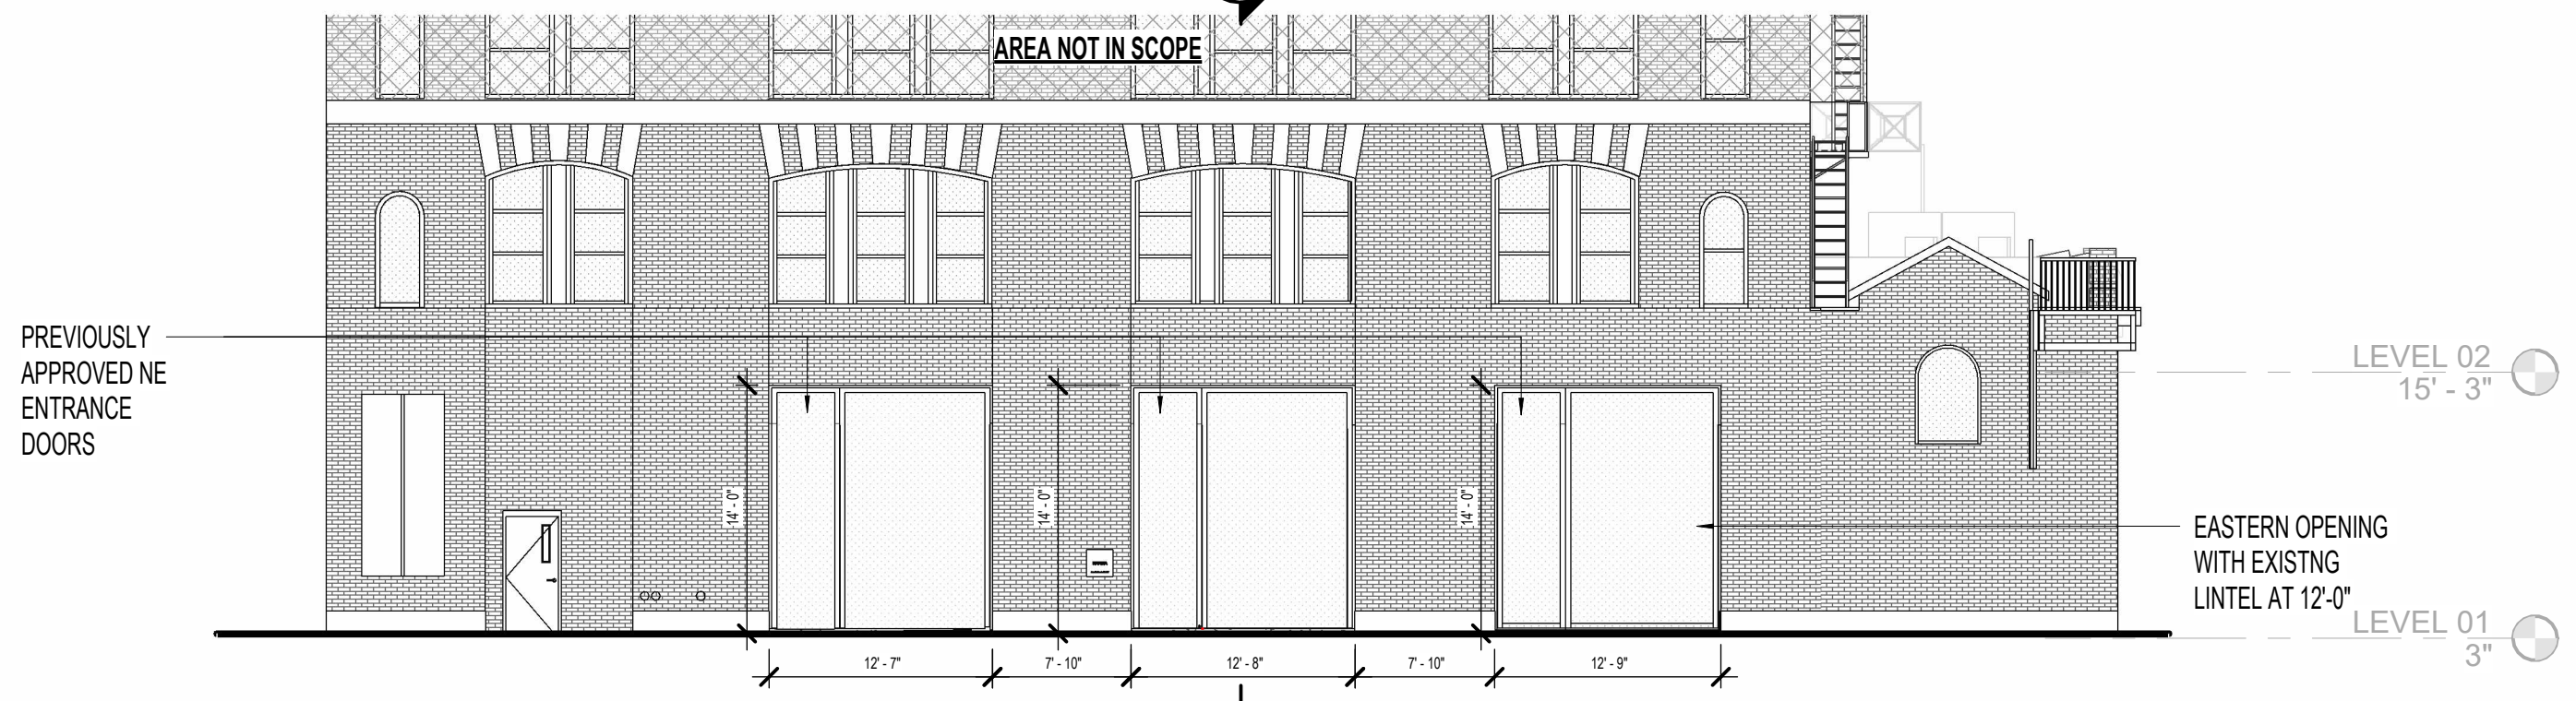 AREA NOT IN SCOPE
PREVIOUSLY
APPROVED NE
ENTRANCE
DOORS
LEVEL 02
15' - 3"
14' - 0"
14' - 0"
14' - 0"
EASTERN OPENING
WITH EXISTNG
LINTEL AT 12'-0"
LEVEL 01
3"
12' - 7"
7' - 10"
12' - 8"
7' - 10"
12' - 9"